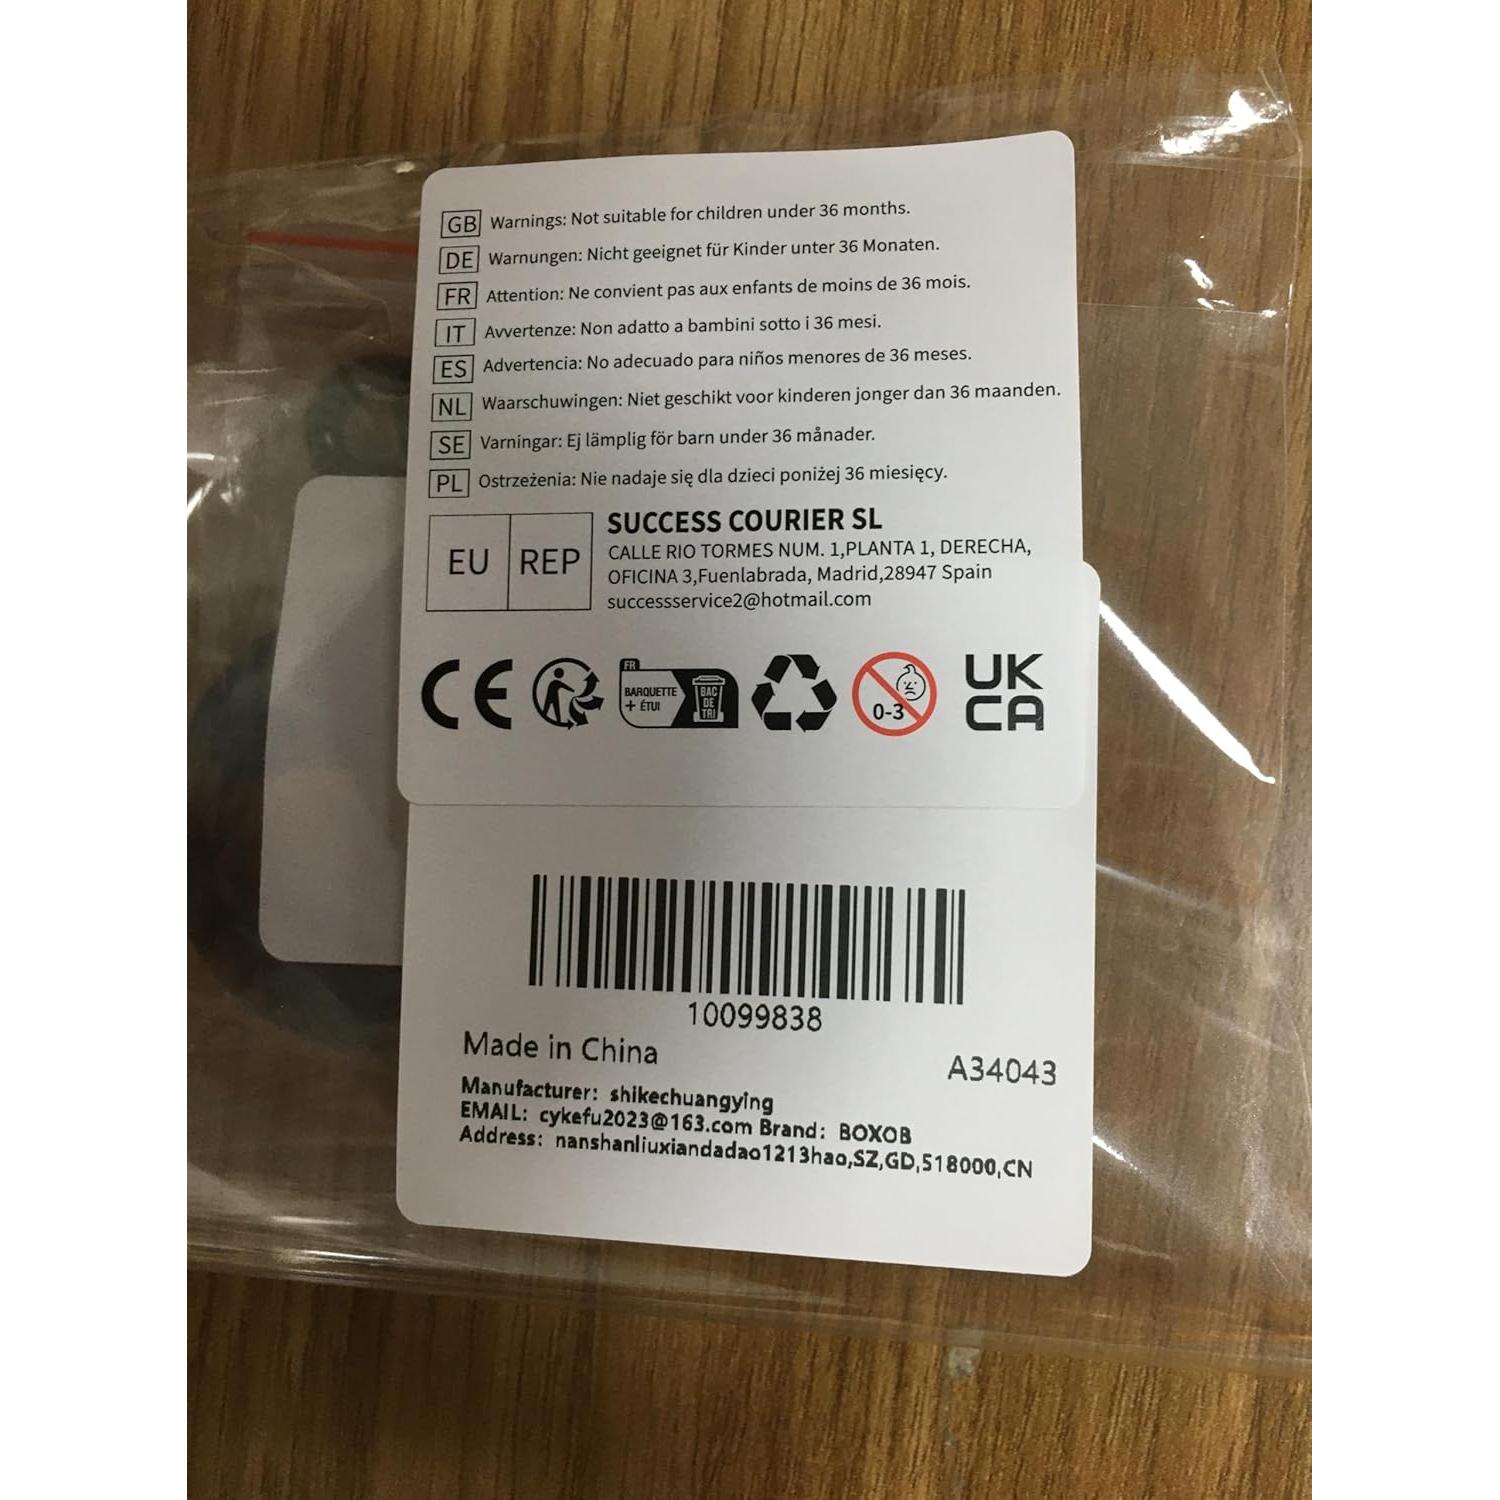 GB Warnings: Not suitable for children under 36 months.
DE Warnungen: Nicht geeignet für Kinder unter 36 Monaten.
FR Attention: Ne convient pas aux enfants de moins de 36 mois.
IT Avvertenze: Non adatto a bambini sotto i 36 mesi.
ES Advertencia: No adecuado para niños menores de 36 meses.
NL Waarschuwingen: Niet geschikt voor kinderen jonger dan 36 maanden.
SE Varningar: Ej lämplig för barn under 36 månader.
PL Ostrzeżenia: Nie nadaje się dla dzieci poniżej 36 miesięcy.
EU REP
SUCCESS COURIER SL
CALLE RIO TORMES NUM. 1,PLANTA 1, DERECHA,
OFICINA 3,Fuenlabrada, Madrid,28947 Spain
successservice2@hotmail.com
CE
FR
BARQUETTE
+ ÉTUI
BAC
DE
TRI
0-3
UK
CA
10099838
Made in China
A34043
Manufacturer: shikechuangying
EMAIL: cykefu2023@163.com Brand: BOXOB
Address: nanshanliuxiandadao1213hao,SZ,GD,518000,CN